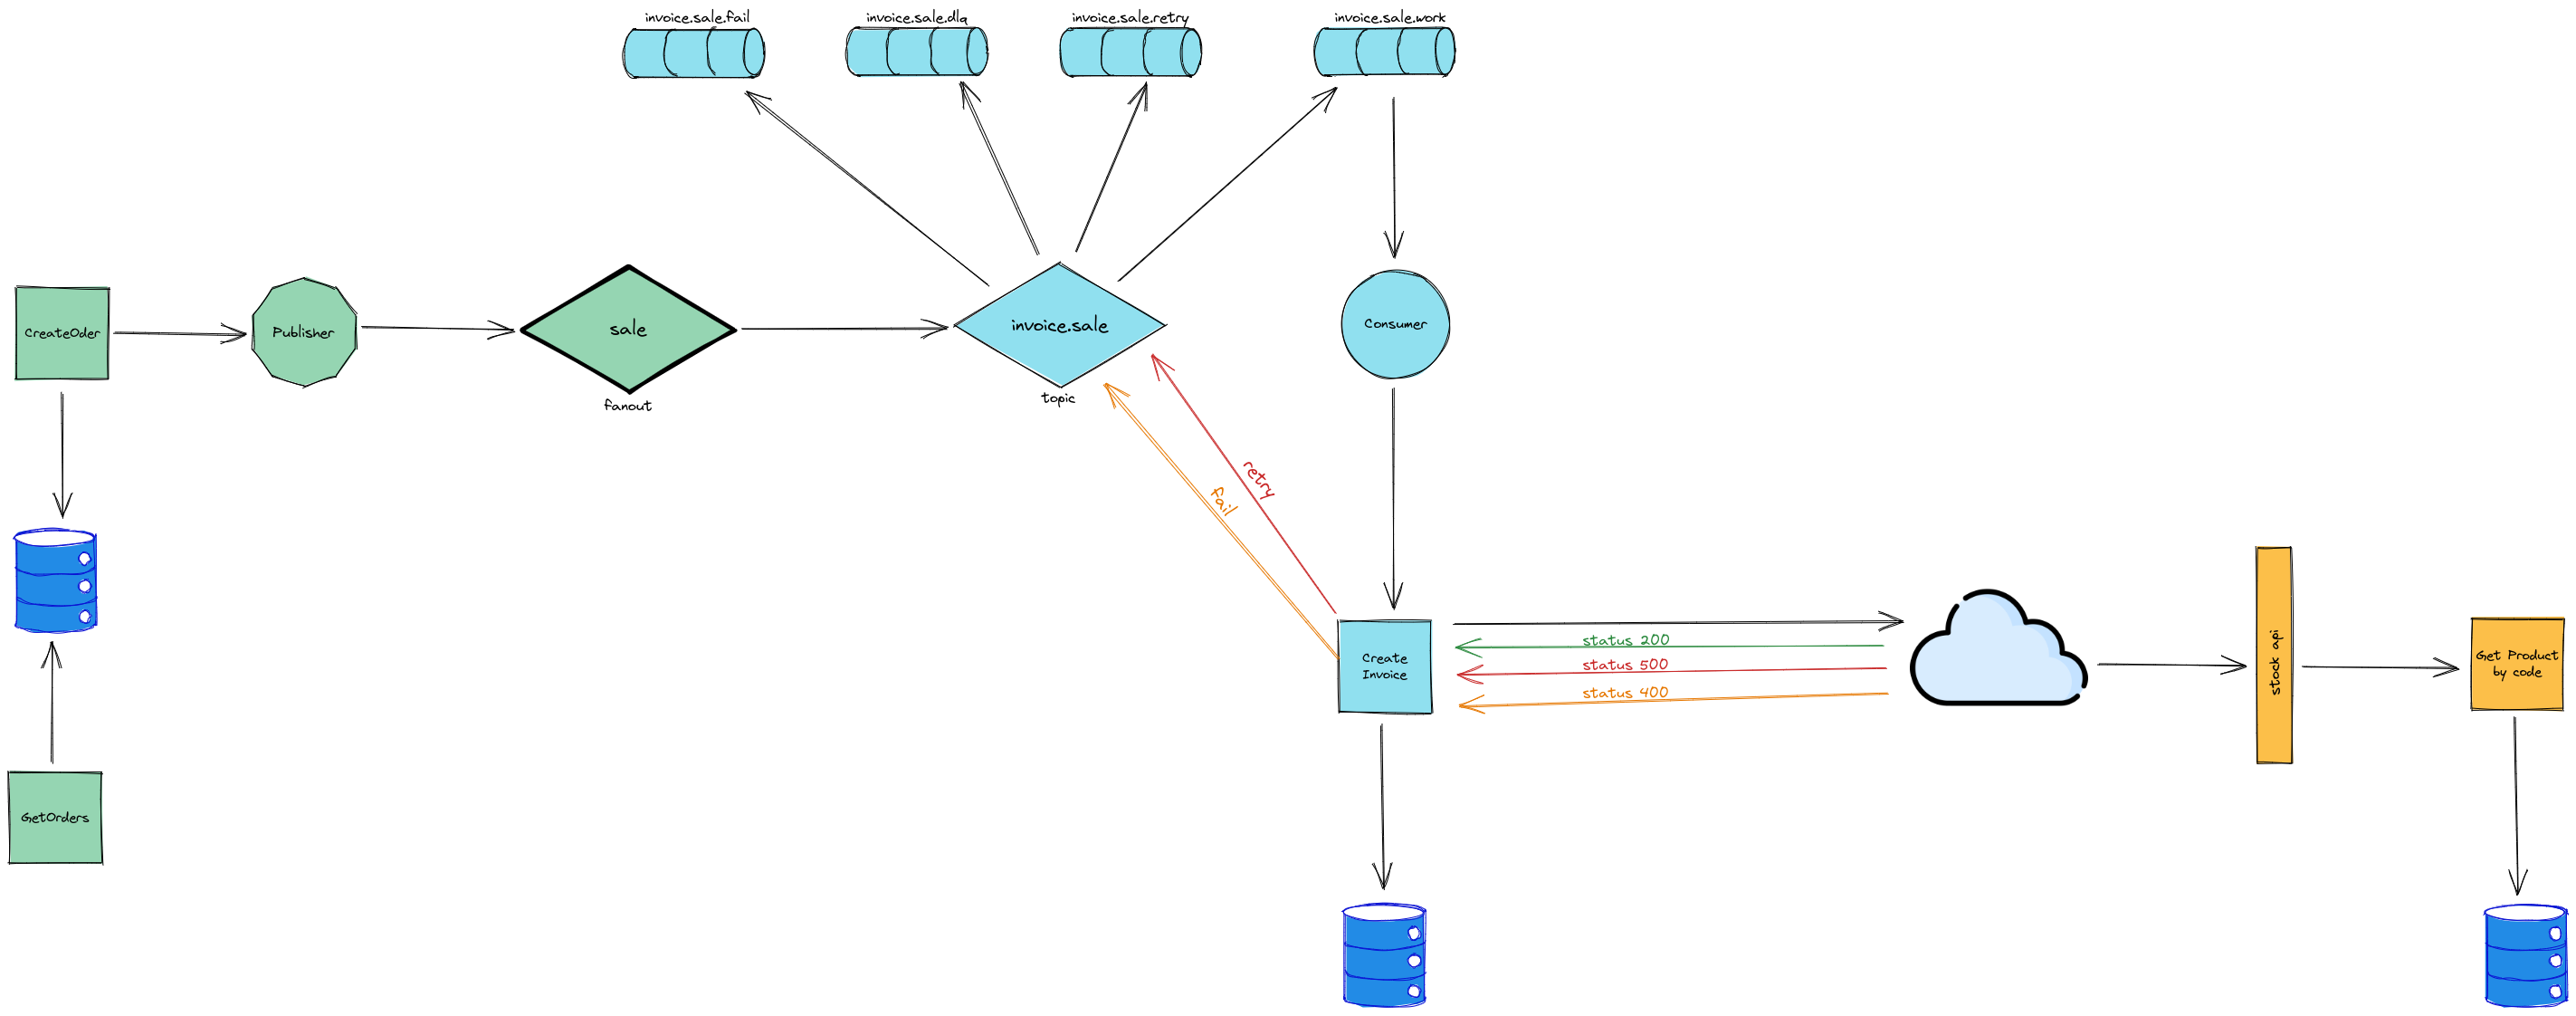 invoice.sale.fail
invoice.sale.dlq
invoice.sale.retry
invoice.sale.work
CreateOder
Publisher
sale
fanout
invoice.sale
topic
Consumer
retry
fail
Create
Invoice
status 200
status 500
status 400
stock api
Get Product
by code
GetOrders